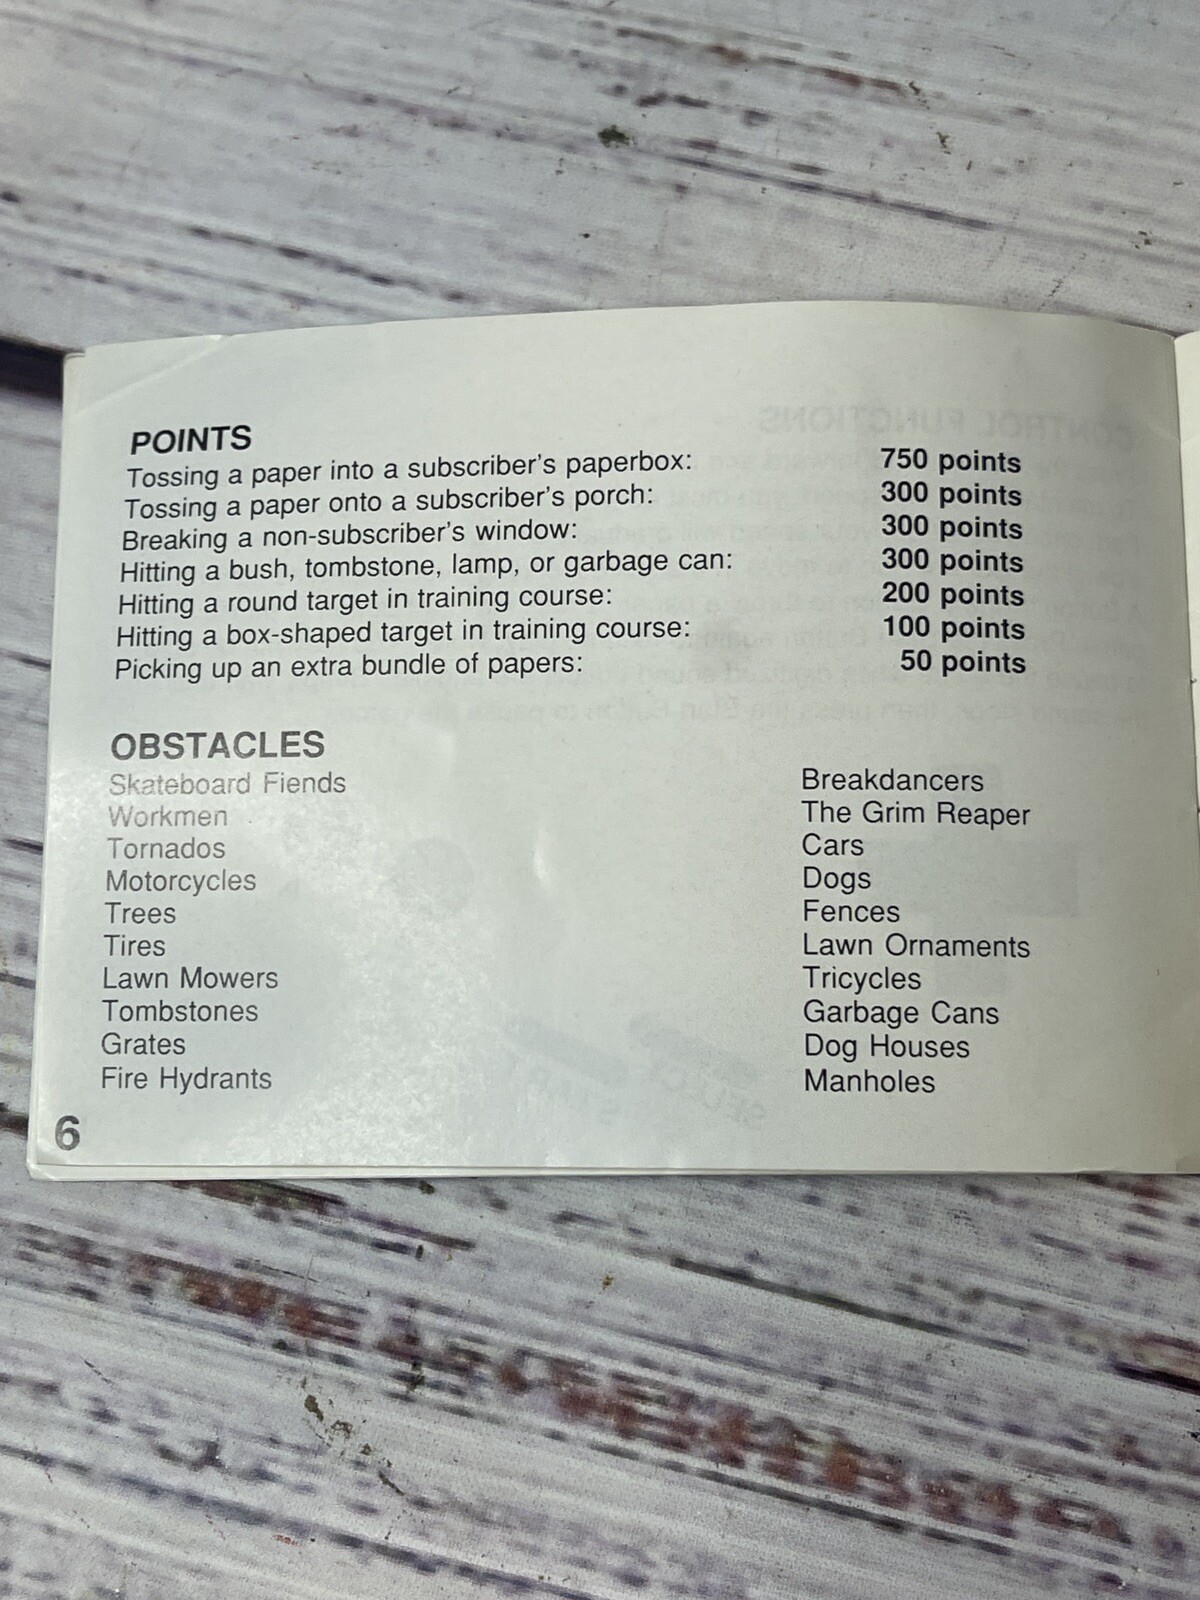 POINTS
Tossing a paper into a subscriber's paperbox: 750 points
Tossing a paper onto a subscriber's porch: 300 points
Breaking a non-subscriber's window: 300 points
Hitting a bush, tombstone, lamp, or garbage can: 300 points
Hitting a round target in training course: 200 points
Hitting a box-shaped target in training course: 100 points
Picking up an extra bundle of papers: 50 points
OBSTACLES
Skateboard Fiends
Workmen
Tornados
Motorcycles
Trees
Tires
Lawn Mowers
Tombstones
Grates
Fire Hydrants
Breakdancers
The Grim Reaper
Cars
Dogs
Fences
Lawn Ornaments
Tricycles
Garbage Cans
Dog Houses
Manholes
6